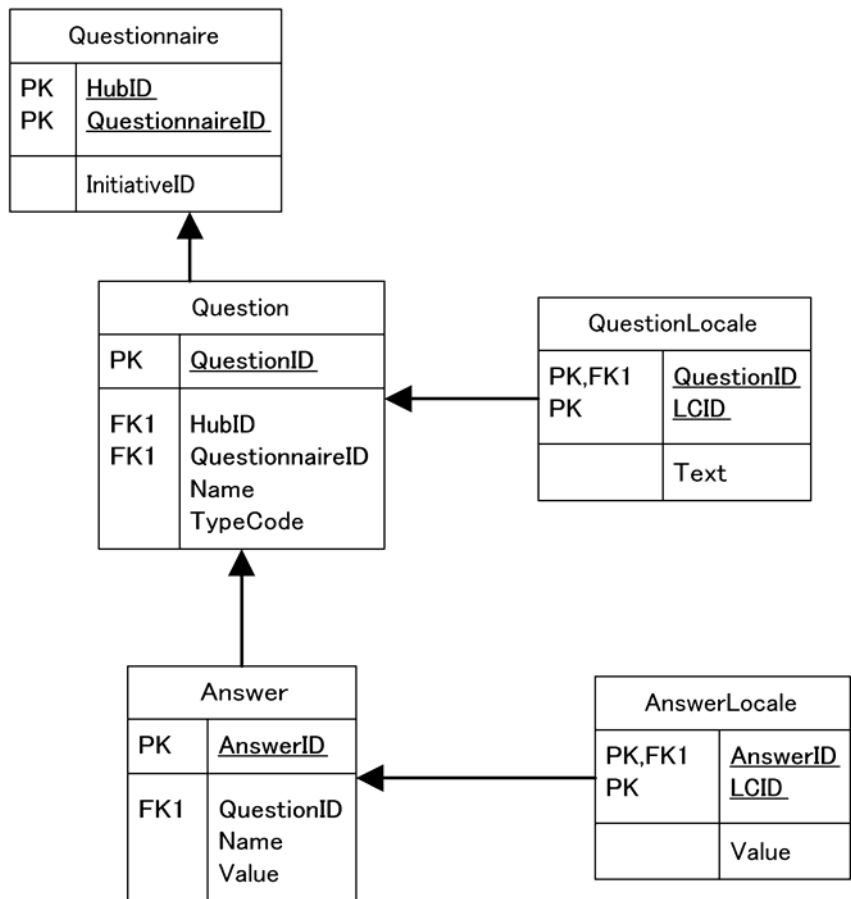 Questionnaire
PK HubID
PK QuestionnaireID
InitiativeID
Question
PK QuestionID
FK1 HubID
FK1 QuestionnaireID
Name
TypeCode
QuestionLocale
PK,FK1 QuestionID
PK LCID
Text
Answer
PK AnswerID
FK1 QuestionID
Name
Value
AnswerLocale
PK,FK1 AnswerID
PK LCID
Value